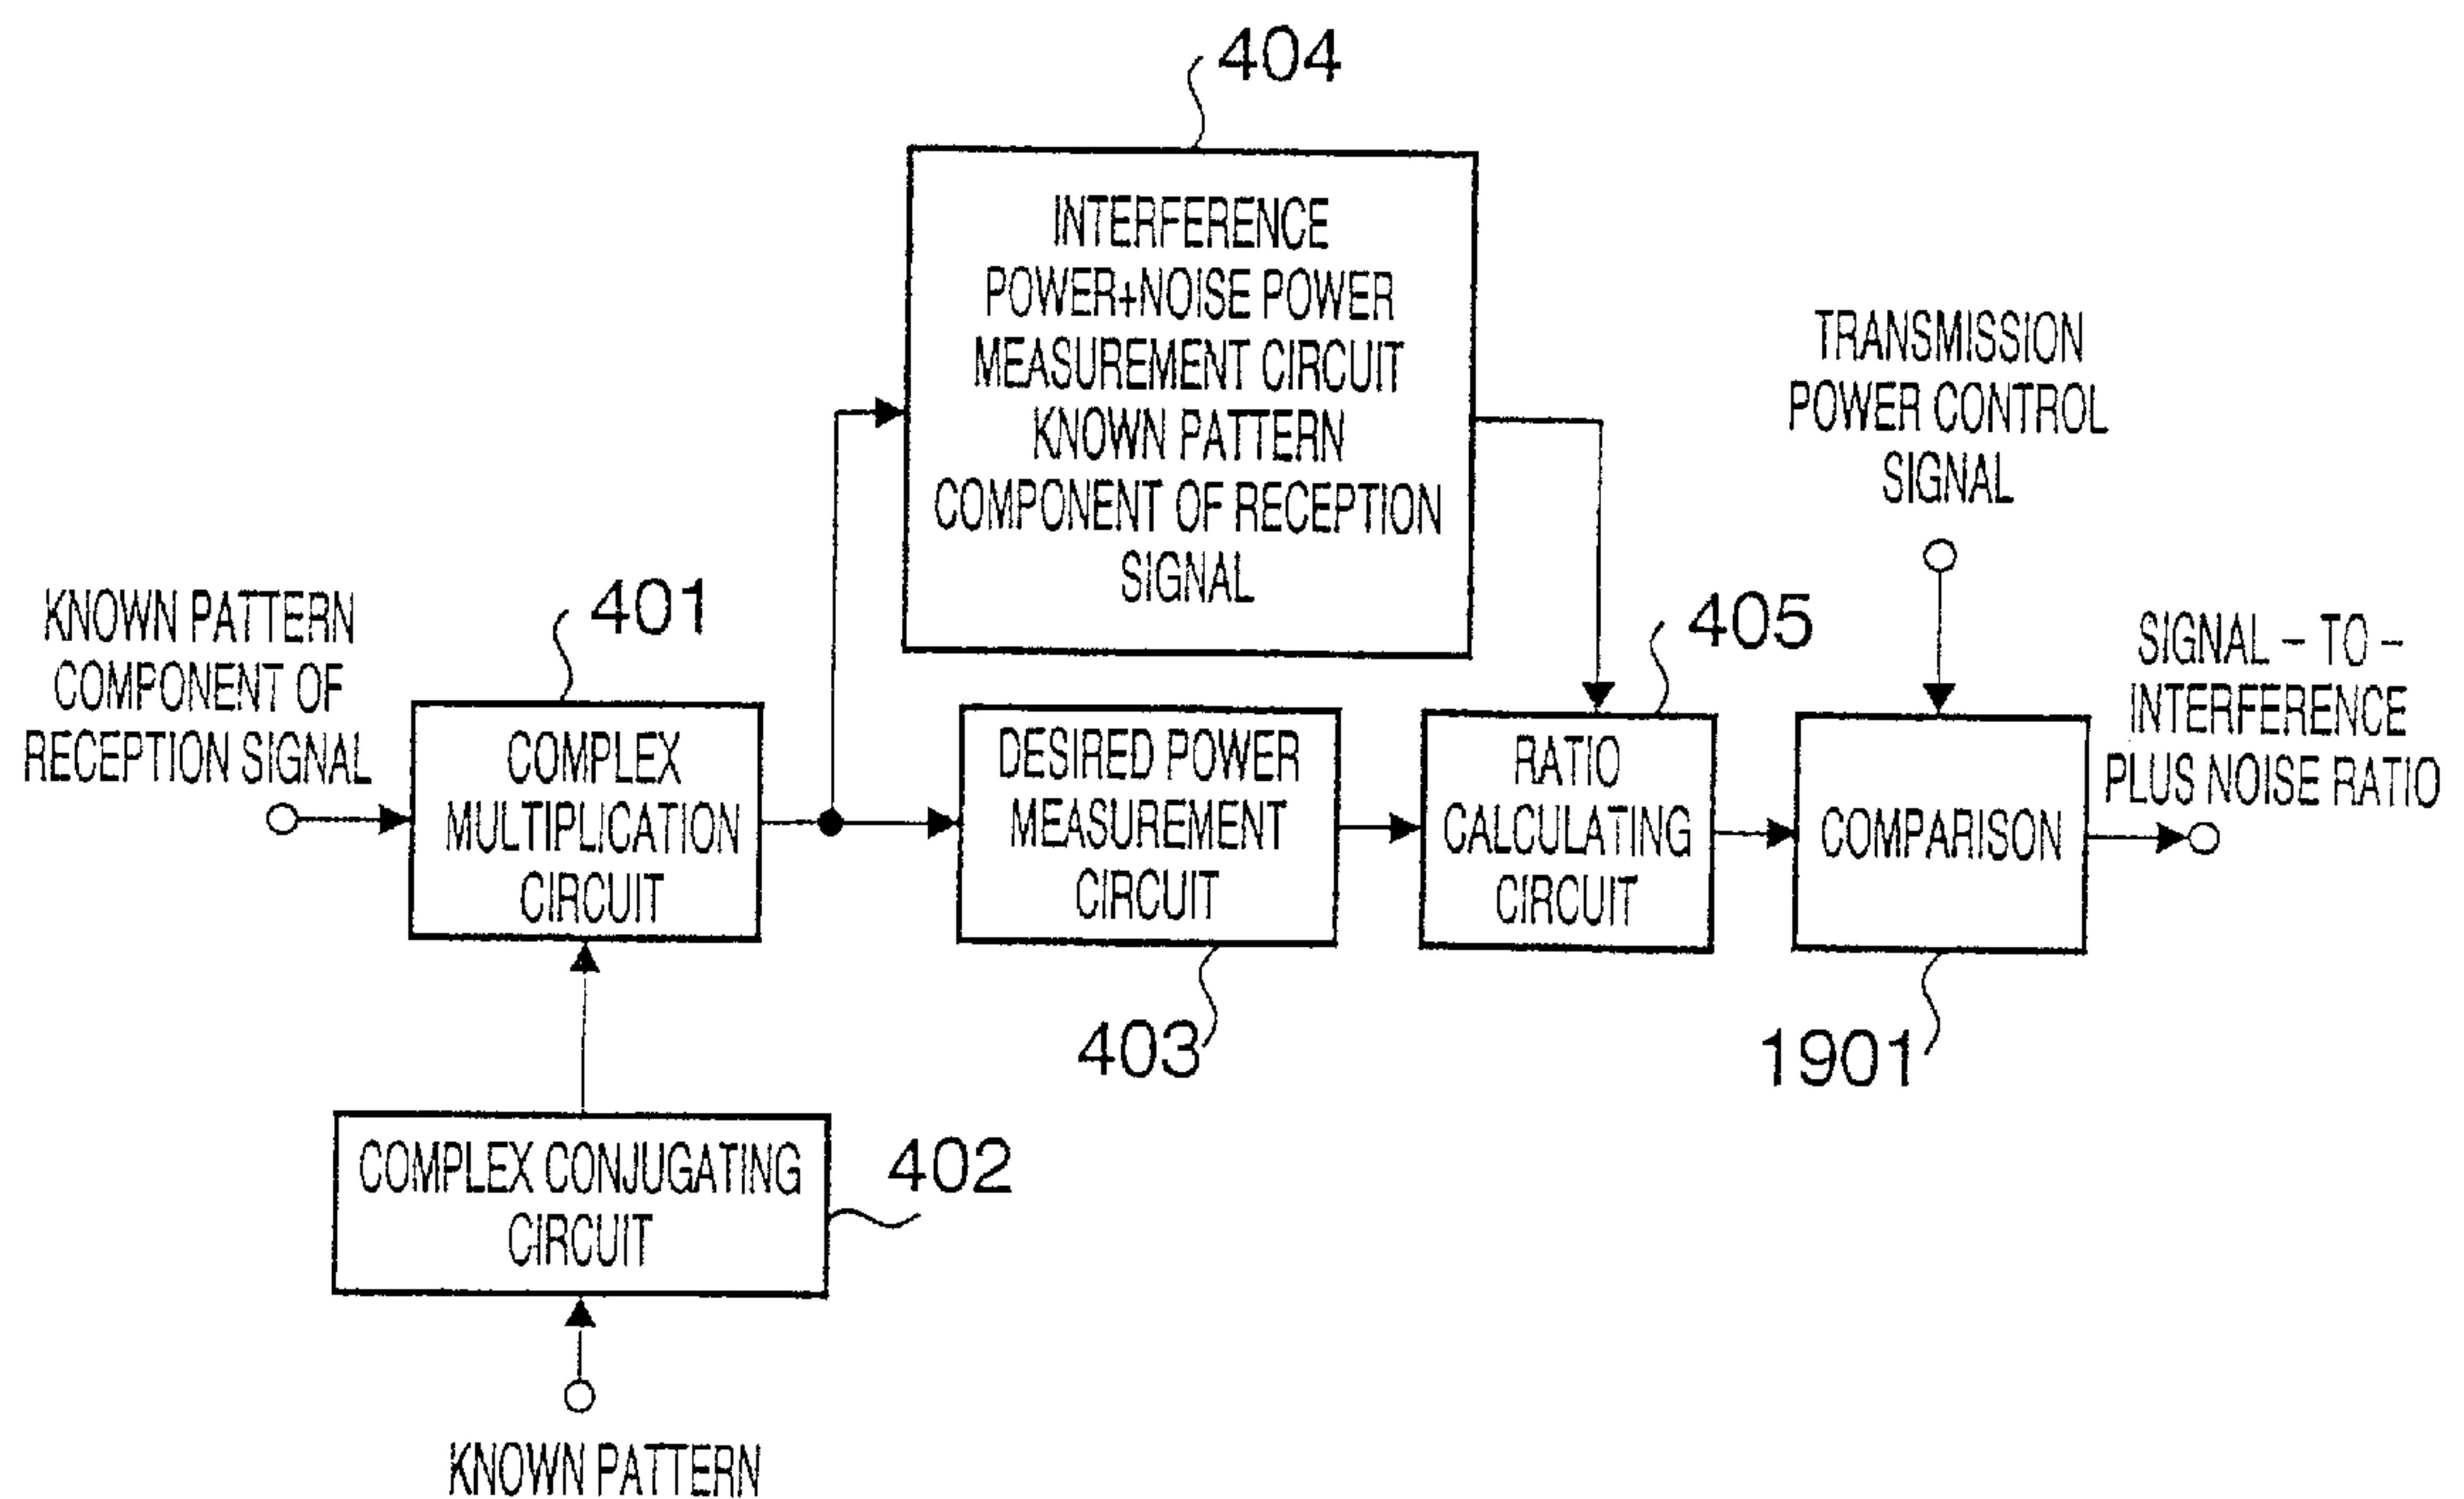 404
INTERFERENCE
POWER+NOISE POWER
MEASUREMENT CIRCUIT
KNOWN PATTERN
COMPONENT OF RECEPTION
SIGNAL
TRANSMISSION
POWER CONTROL
SIGNAL
KNOWN PATTERN
COMPONENT OF
RECEPTION SIGNAL
401
COMPLEX
MULTIPLICATION
CIRCUIT
DESIRED POWER
MEASUREMENT
CIRCUIT
403
405
RATIO
CALCULATING
CIRCUIT
COMPARISON
1901
SIGNAL – TO –
INTERFERENCE
PLUS NOISE RATIO
COMPLEX CONJUGATING
CIRCUIT
402
KNOWN PATTERN